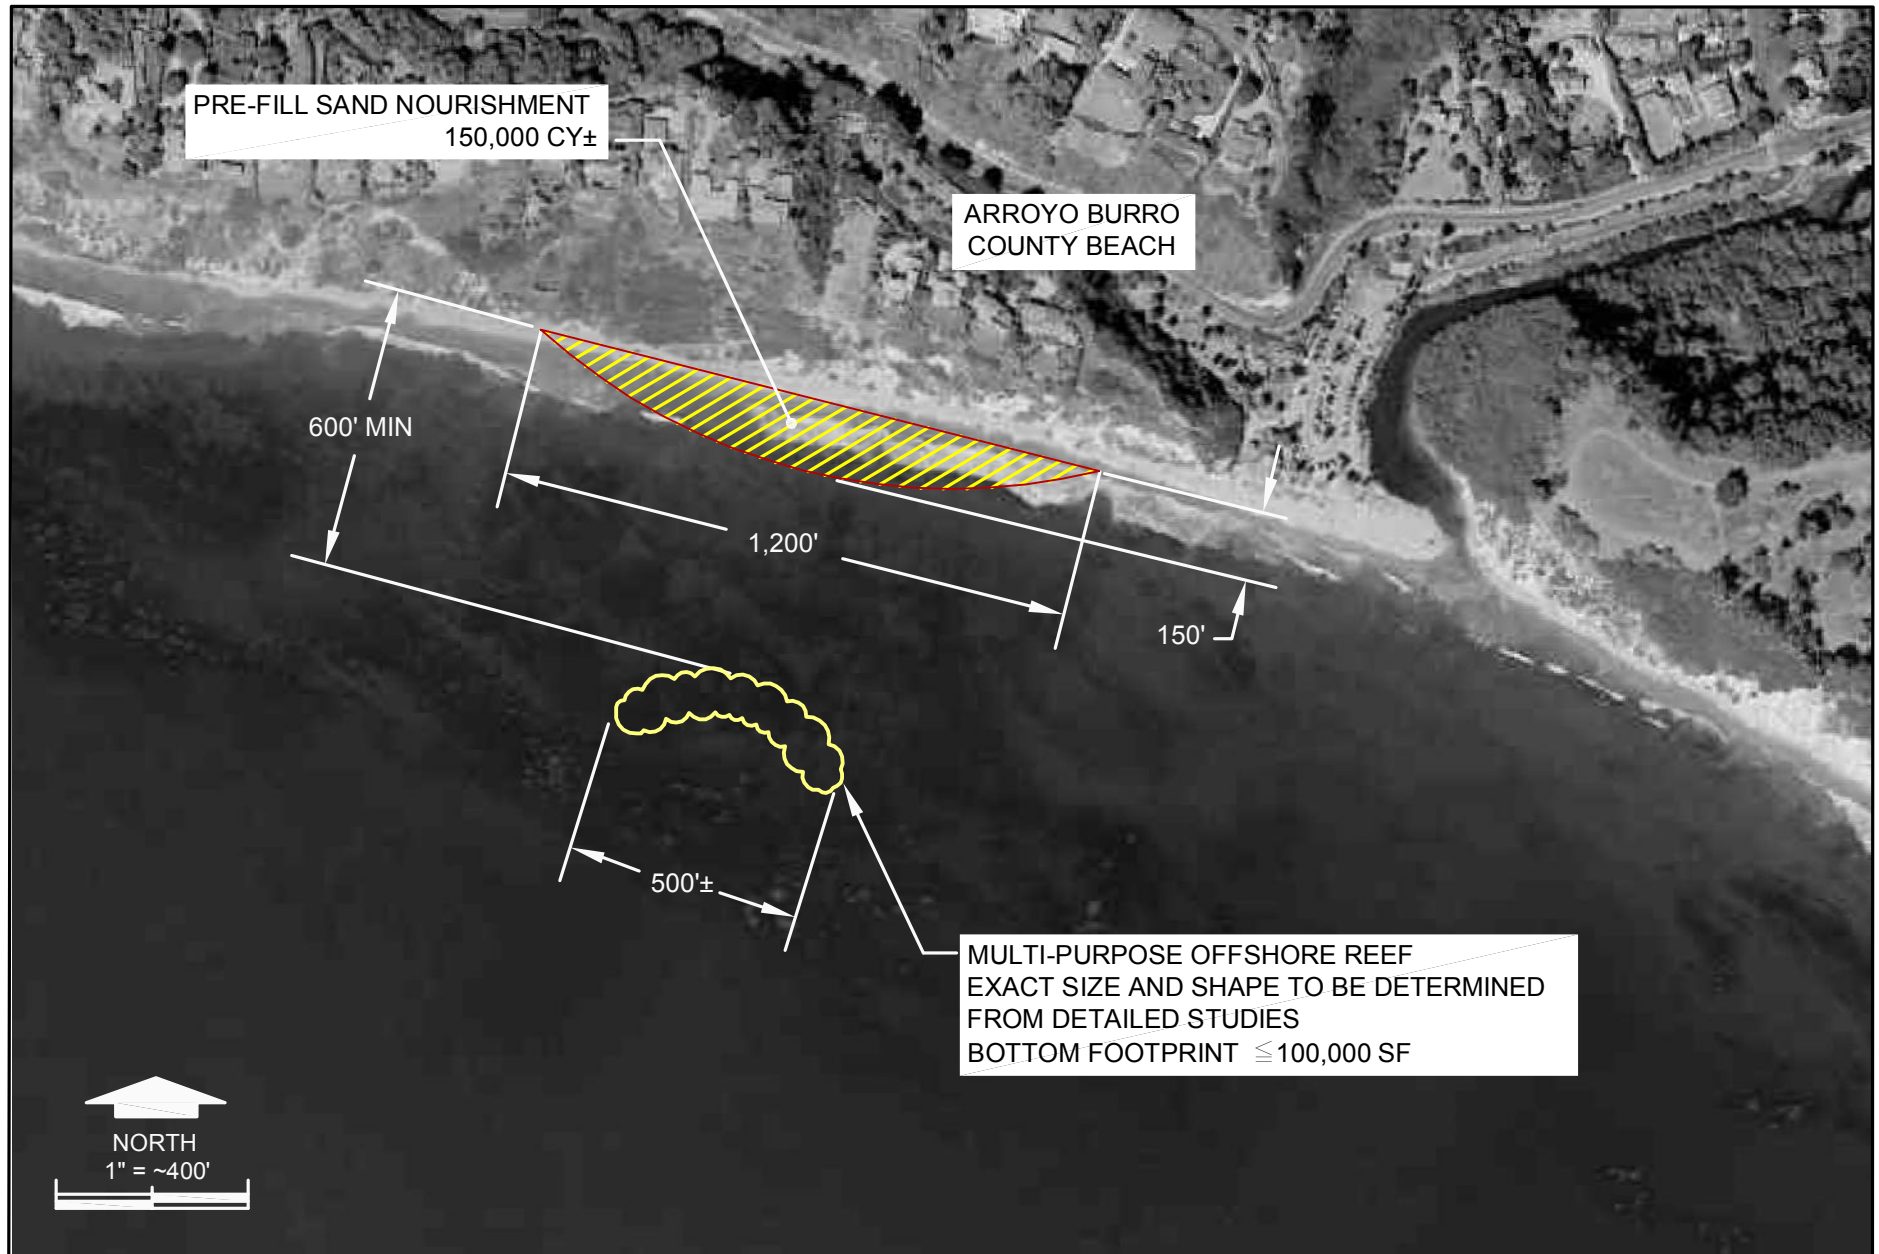 PRE-FILL SAND NOURISHMENT
150,000 CY±
ARROYO BURRO
COUNTY BEACH
600' MIN
1,200'
150'
500'±
MULTI-PURPOSE OFFSHORE REEF
EXACT SIZE AND SHAPE TO BE DETERMINED
FROM DETAILED STUDIES
BOTTOM FOOTPRINT ≦100,000 SF
NORTH
1" = ~400'